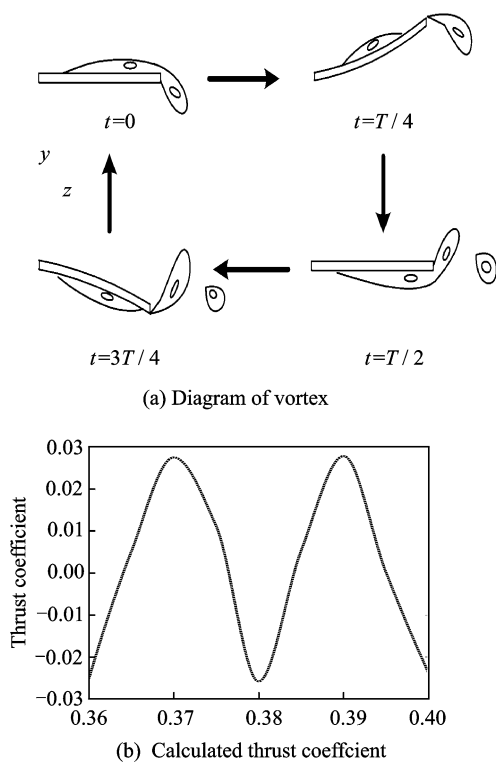 t=0
t=T / 4
y
z
t=3T / 4
t=T / 2
(a) Diagram of vortex
0.03
0.02
0.01
0.00
−0.01
−0.02
−0.03
Thrust coefficient
0.36 0.37 0.38 0.39 0.40
(b) Calculated thrust coeffcient